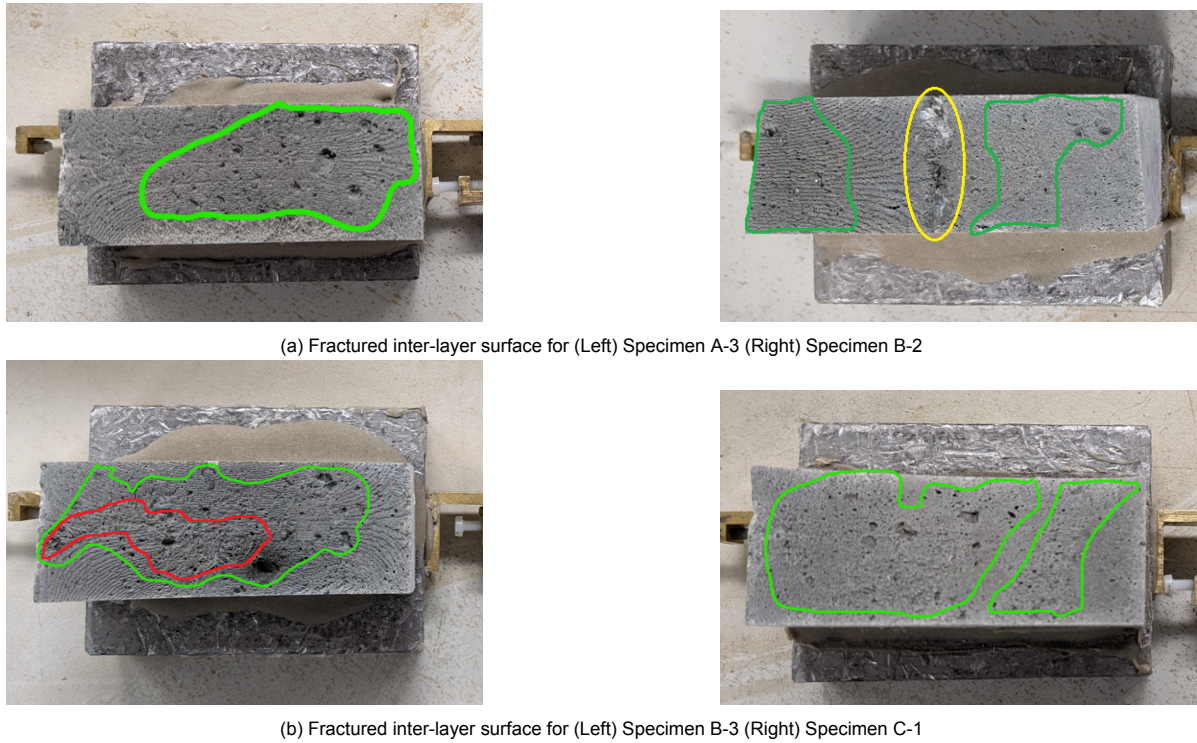 (a) Fractured inter-layer surface for (Left) Specimen A-3 (Right) Specimen B-2
(b) Fractured inter-layer surface for (Left) Specimen B-3 (Right) Specimen C-1